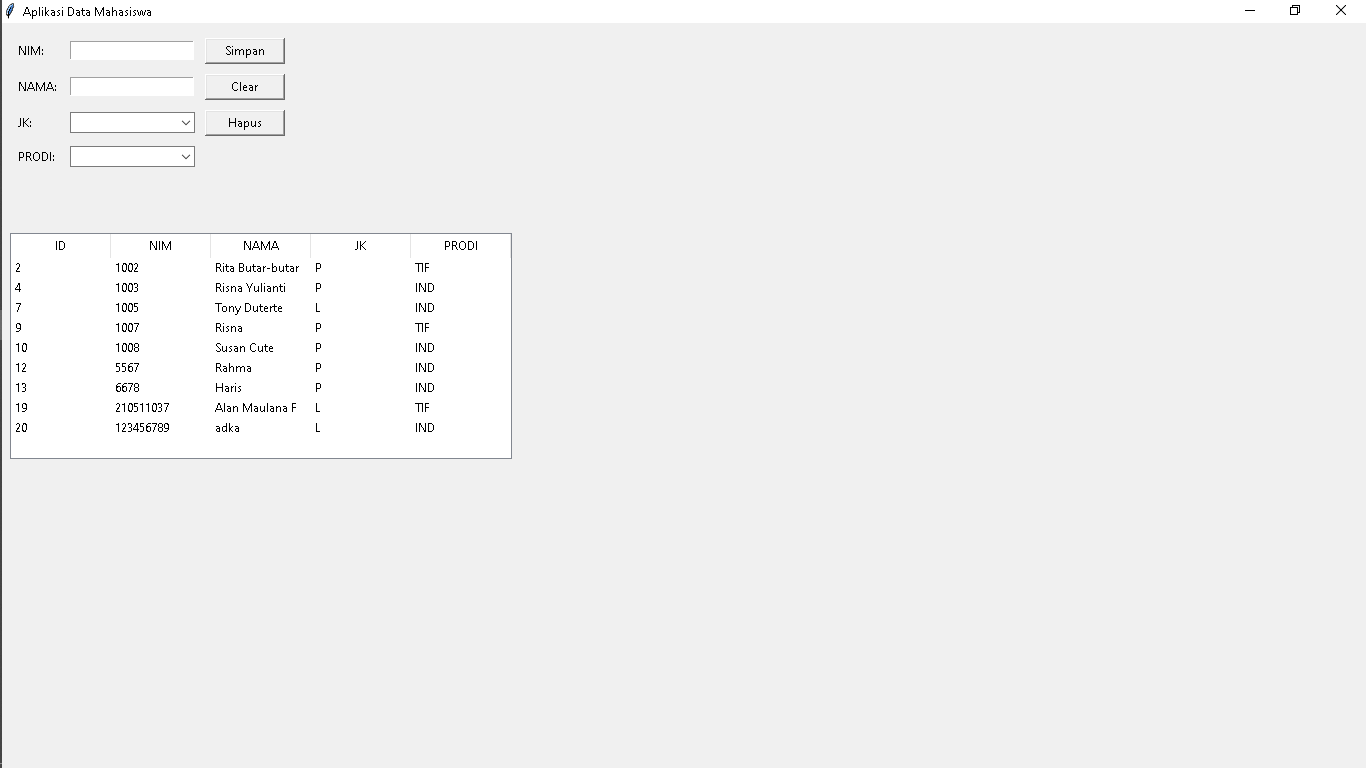 Aplikasi Data Mahasiswa
NIM: Simpan
NAMA: Clear
JK: Hapus
PRODI:
ID NIM NAMA JK PRODI
2 1002 Rita Butar-butar P TIF
4 1003 Risna Yulianti P IND
7 1005 Tony Duterte L IND
9 1007 Risna P TIF
10 1008 Susan Cute P IND
12 5567 Rahma P IND
13 6678 Haris P IND
19 210511037 Alan Maulana F L TIF
20 123456789 adka L IND